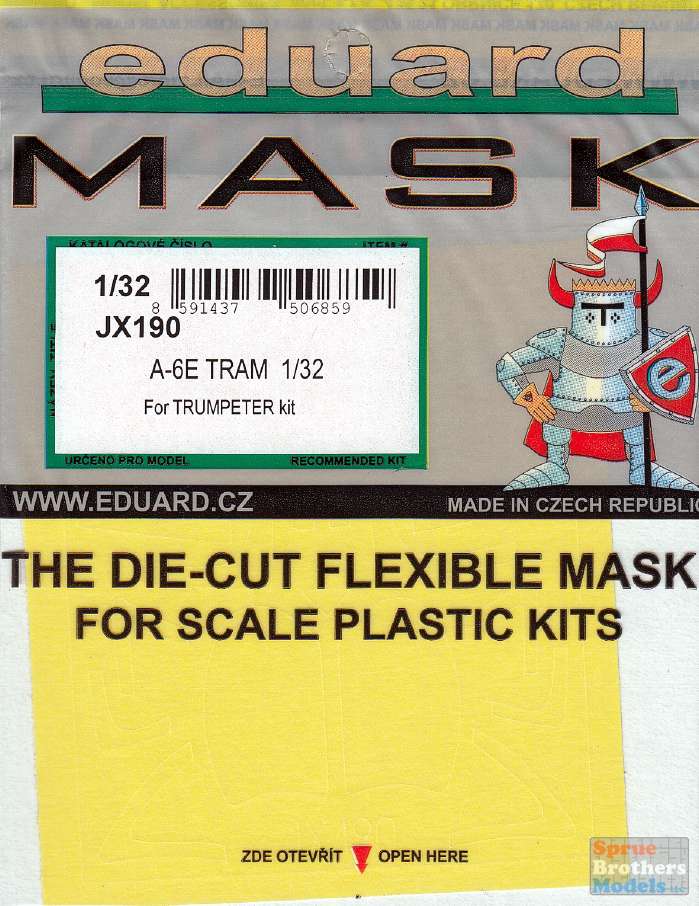 eduard
MASK
KATALOGOVÉ ČÍSLO ITEM #
1/32
8 591437 506859
JX190
A-6E TRAM 1/32
For TRUMPETER kit
URČENO PRO MODEL RECOMMENDED KIT
WWW.EDUARD.CZ MADE IN CZECH REPUBLIC
THE DIE-CUT FLEXIBLE MASK
FOR SCALE PLASTIC KITS
ZDE OTEVŘÍT OPEN HERE
Sprue
Brothers
Models llc